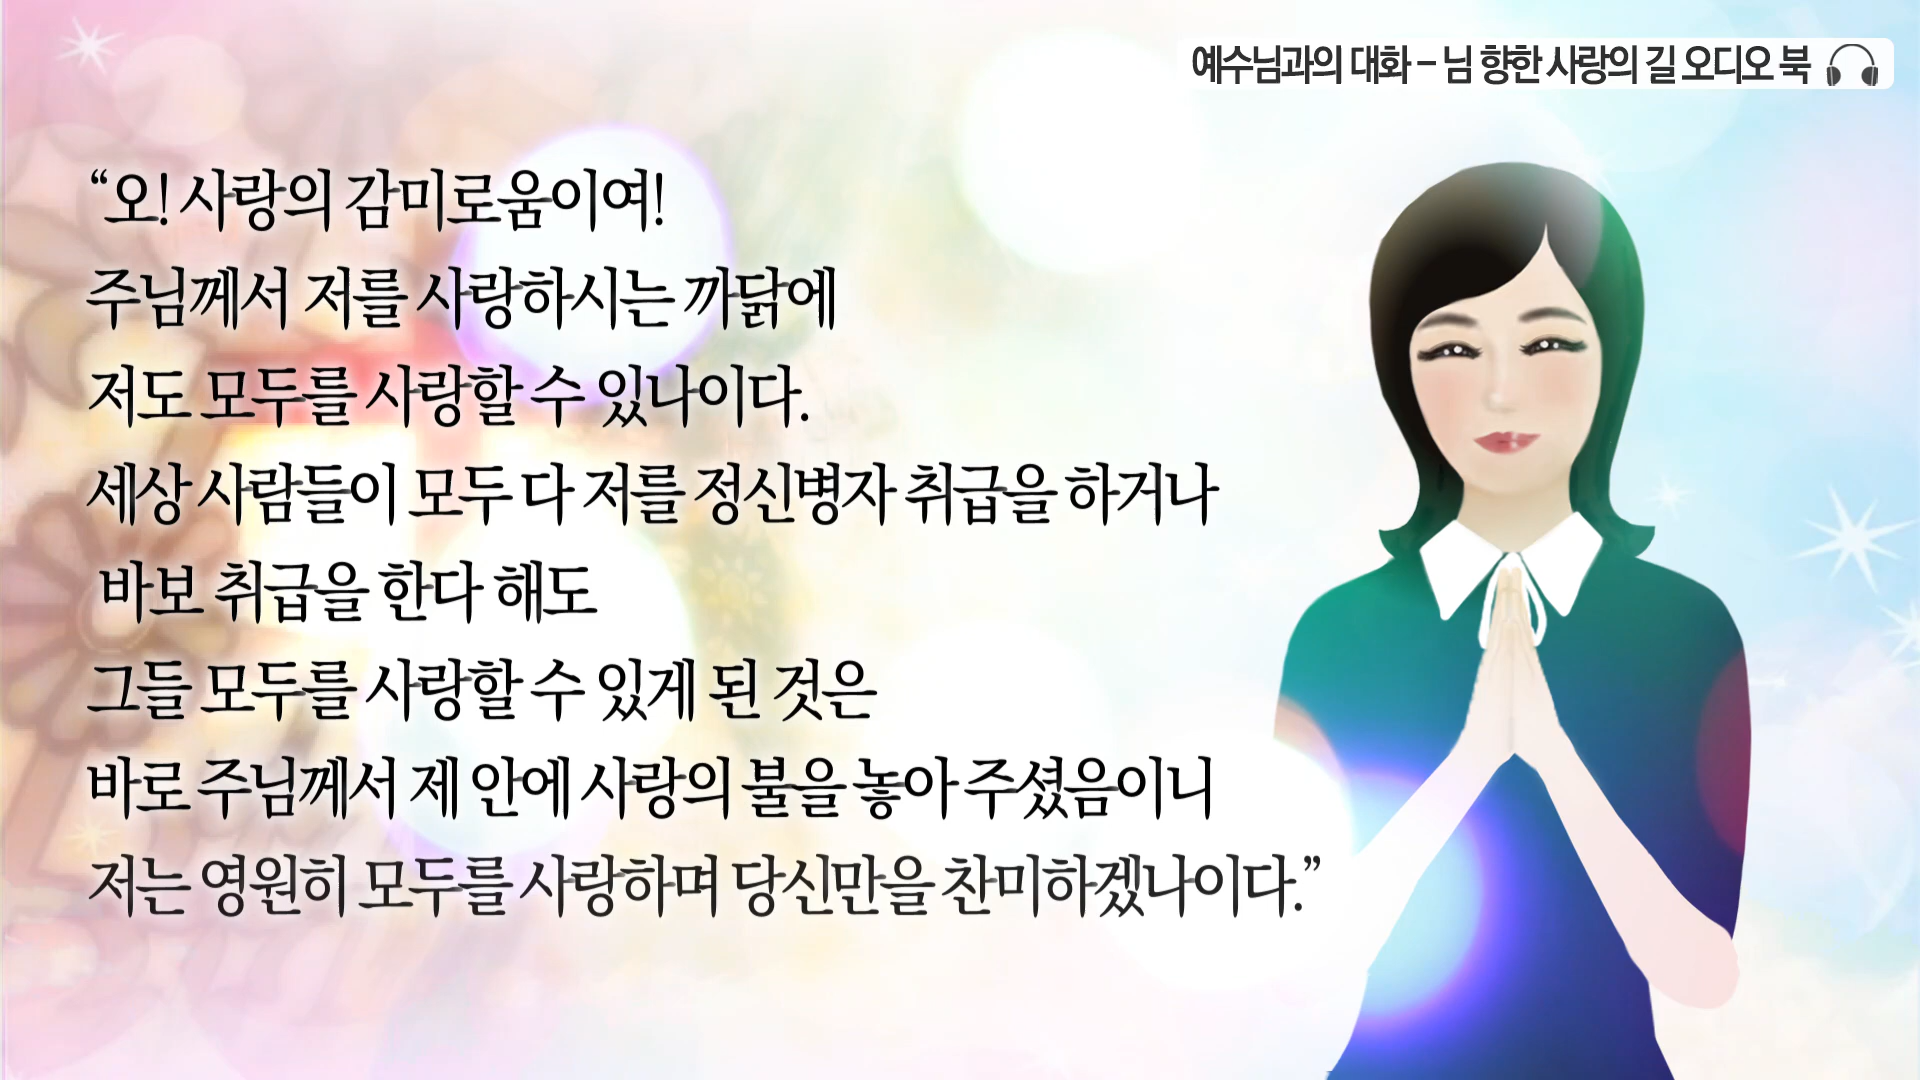 예수님과의 대화 - 님 향한 사랑의 길 오디오 북
“오! 사랑의 감미로움이여!
주님께서 저를 사랑하시는 까닭에
저도 모두를 사랑할 수 있나이다.
세상 사람들이 모두 다 저를 정신병자 취급을 하거나
바보 취급을 한다 해도
그들 모두를 사랑할 수 있게 된 것은
바로 주님께서 제 안에 사랑의 불을 놓아 주셨음이니
저는 영원히 모두를 사랑하며 당신만을 찬미하겠나이다.”